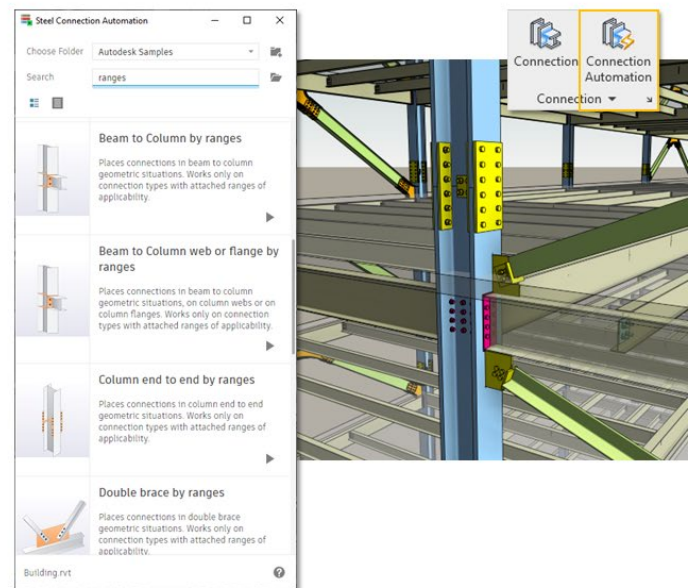 Steel Connection Automation
Choose Folder
Autodesk Samples
Search
ranges
Beam to Column by ranges
Places connections in beam to column
geometric situations. Works only on
connection types with attached ranges of
applicability.
Beam to Column web or flange by
ranges
Places connections in beam to column
geometric situations, on column webs or on
column flanges. Works only on connection
types with attached ranges of applicability.
Column end to end by ranges
Places connections in column end to end
geometric situations. Works only on
connection types with attached ranges of
applicability.
Double brace by ranges
Places connections in double brace
geometric situations. Works only on
connection types with attached ranges of
applicability.
Building.rvt
Connection
Connection
Automation
Connection